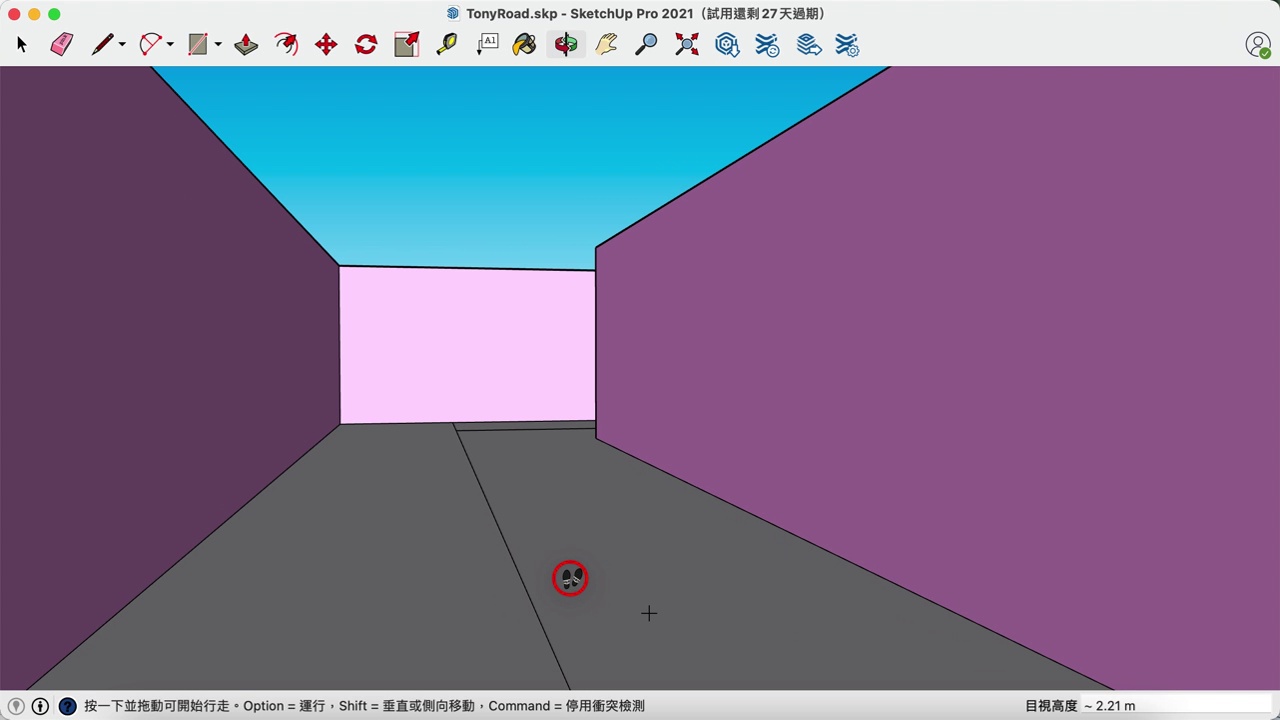 TonyRoad.skp - SketchUp Pro 2021（試用還剩 27 天過期）
A1
按一下並拖動可開始行走。Option = 運行，Shift = 垂直或側向移動，Command = 停用衝突檢測
目視高度 ~ 2.21 m